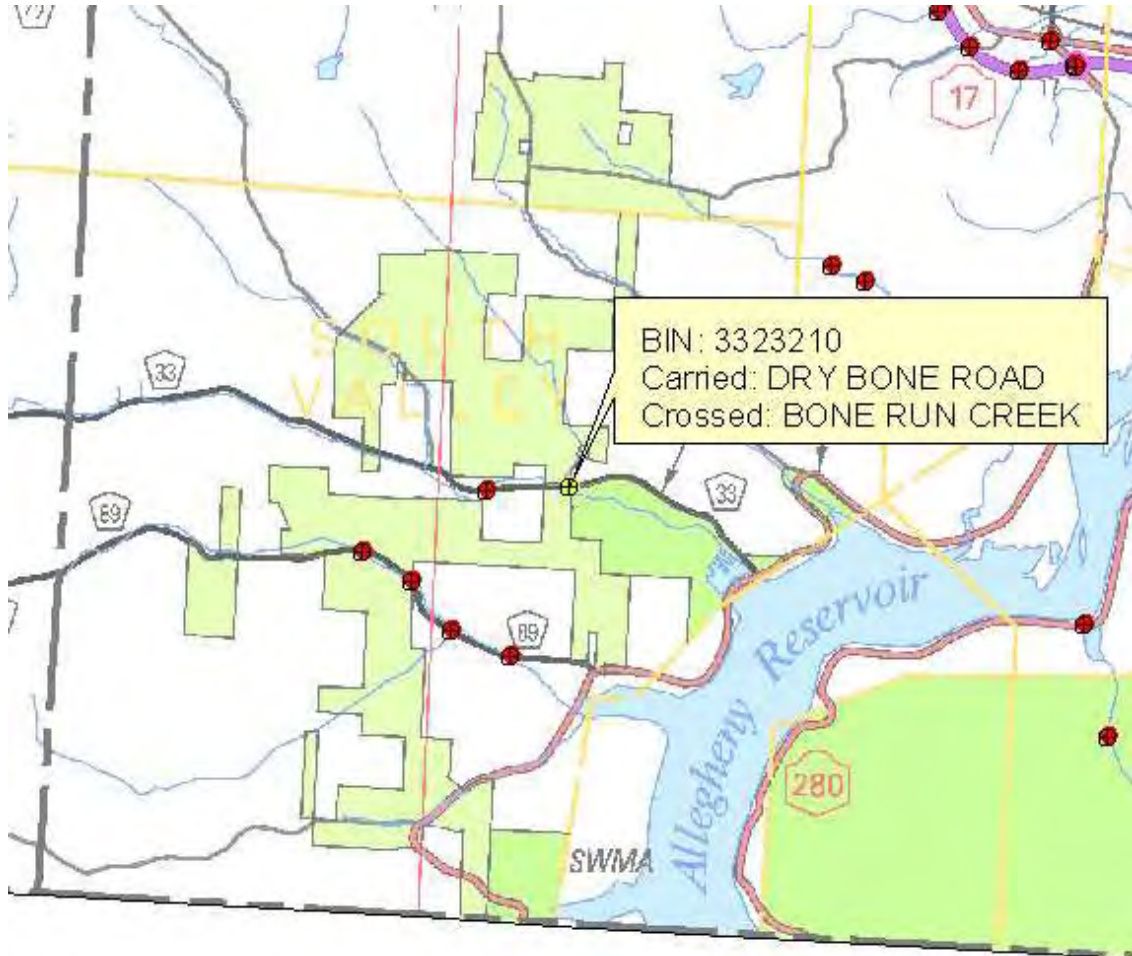 17
BIN: 3323210
Carried: DRY BONE ROAD
Crossed: BONE RUN CREEK
SOUTH
VALLEY
33
33
89
89
Allegheny Reservoir
280
SWMA